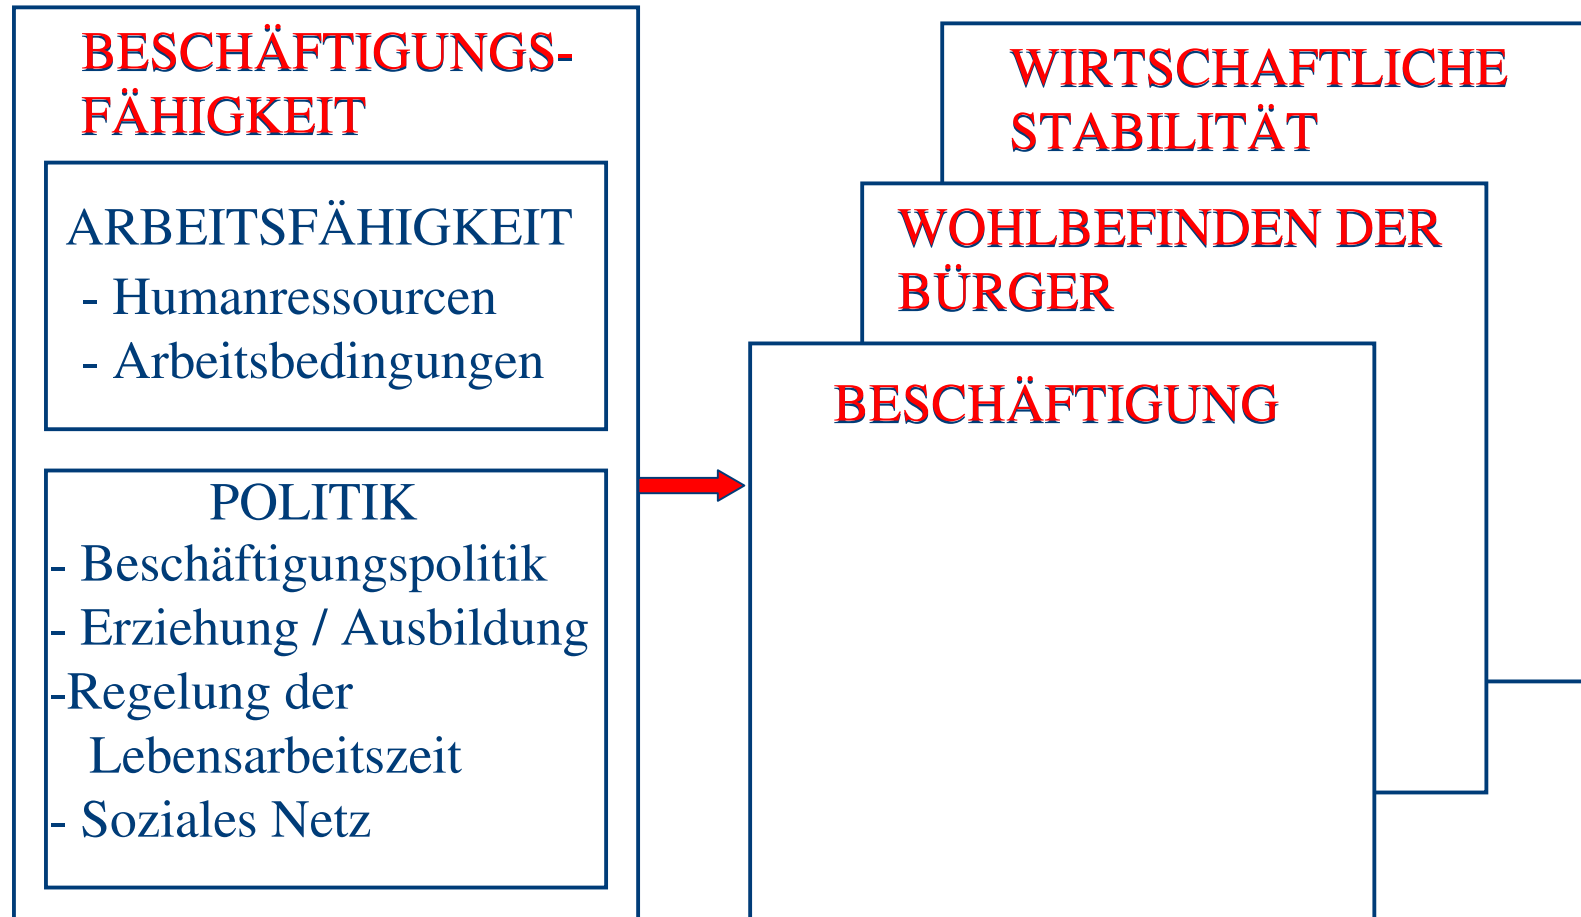 BESCHÄFTIGUNGS-
FÄHIGKEIT
ARBEITSFÄHIGKEIT
- Humanressourcen
- Arbeitsbedingungen
POLITIK
- Beschäftigungspolitik
- Erziehung / Ausbildung
-Regelung der
Lebensarbeitszeit
- Soziales Netz
WIRTSCHAFTLICHE
STABILITÄT
WOHLBEFINDEN DER
BÜRGER
BESCHÄFTIGUNG